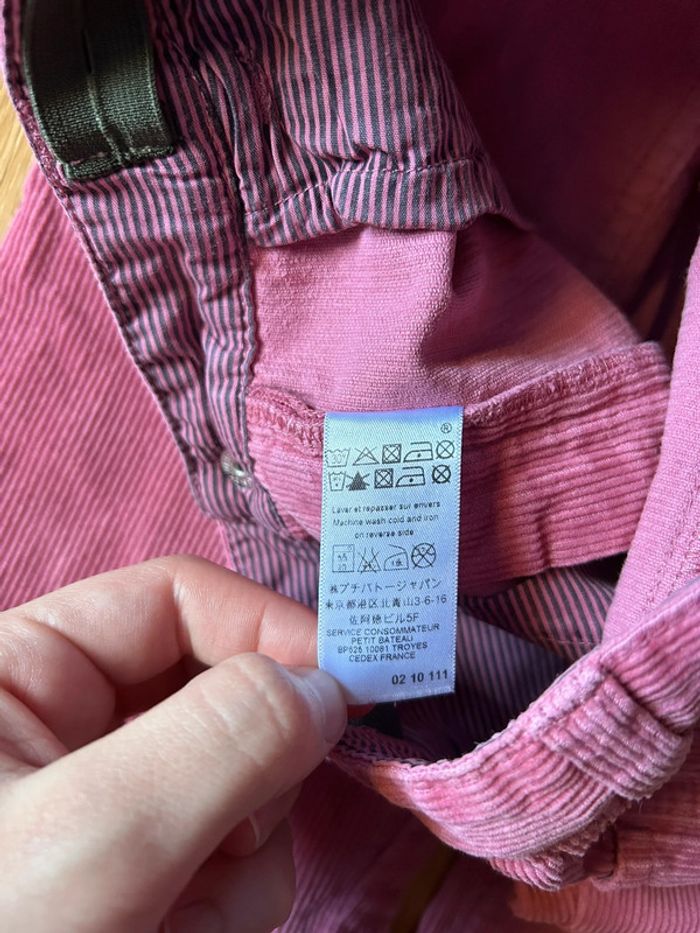 ®
30°
Laver et repasser sur envers
Machine wash cold and iron
on reverse side
㈱プチバトージャパン
東京都港区北青山3-6-16
佐阿徳ビル5F
SERVICE CONSOMMATEUR
PETIT BATEAU
BP525 10081 TROYES
CEDEX FRANCE
02 10 111